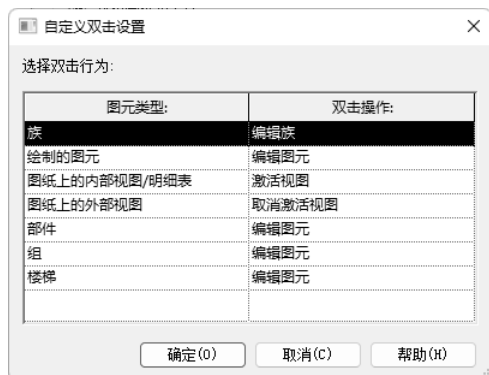 自定义双击设置
选择双击行为:
图元类型: 双击操作:
族 编辑族
绘制的图元 编辑图元
图纸上的内部视图/明细表 激活视图
图纸上的外部视图 取消激活视图
部件 编辑图元
组 编辑图元
楼梯 编辑图元
确定(O) 取消(C) 帮助(H)